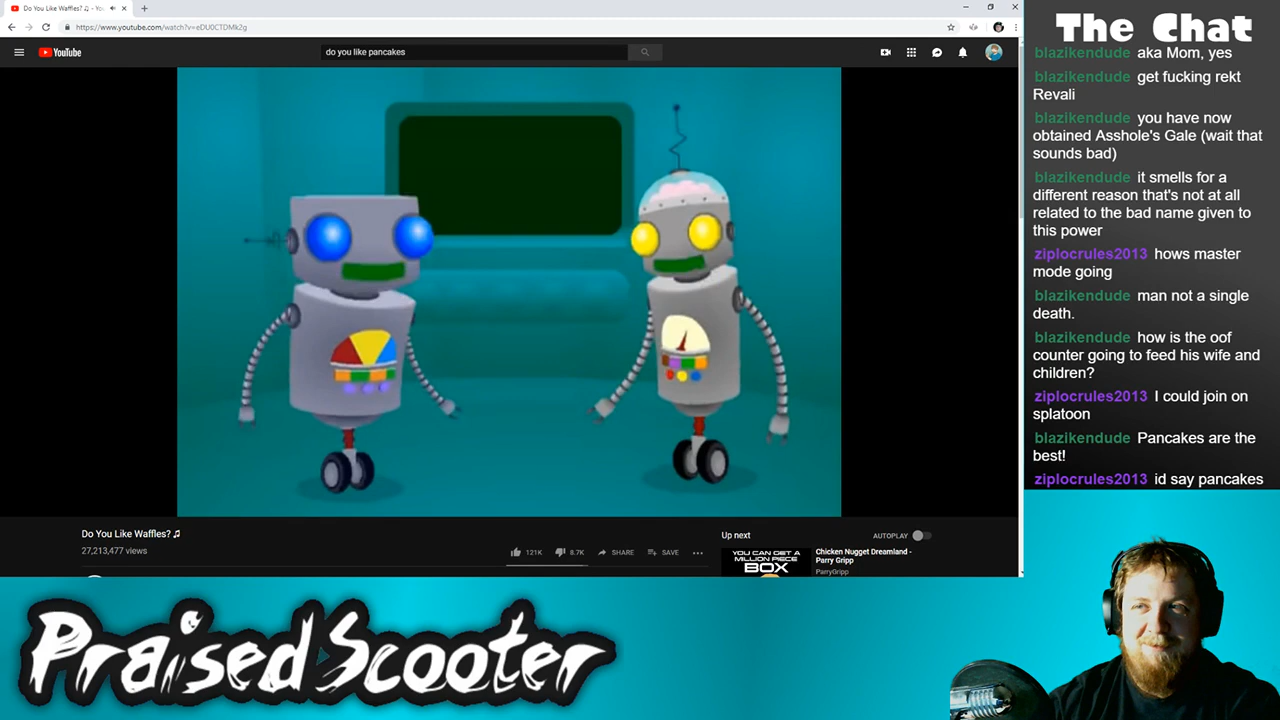 Do You Like Waffles? ♫ - You
https://www.youtube.com/watch?v=eDU0CTDMk2g
YouTube
do you like pancakes
Do You Like Waffles? ♫
27,213,477 views
121K
8.7K
SHARE
SAVE
Up next
AUTOPLAY
YOU CAN GET A
MILLION PIECE
BOX
Chicken Nugget Dreamland -
Parry Gripp
ParryGripp
The Chat
blazikendude aka Mom, yes
blazikendude get fucking rekt
Revali
blazikendude you have now
obtained Asshole's Gale (wait that
sounds bad)
blazikendude it smells for a
different reason that's not at all
related to the bad name given to
this power
ziplocrules2013 hows master
mode going
blazikendude man not a single
death.
blazikendude how is the oof
counter going to feed his wife and
children?
ziplocrules2013 I could join on
splatoon
blazikendude Pancakes are the
best!
ziplocrules2013 id say pancakes
PraisedScooter